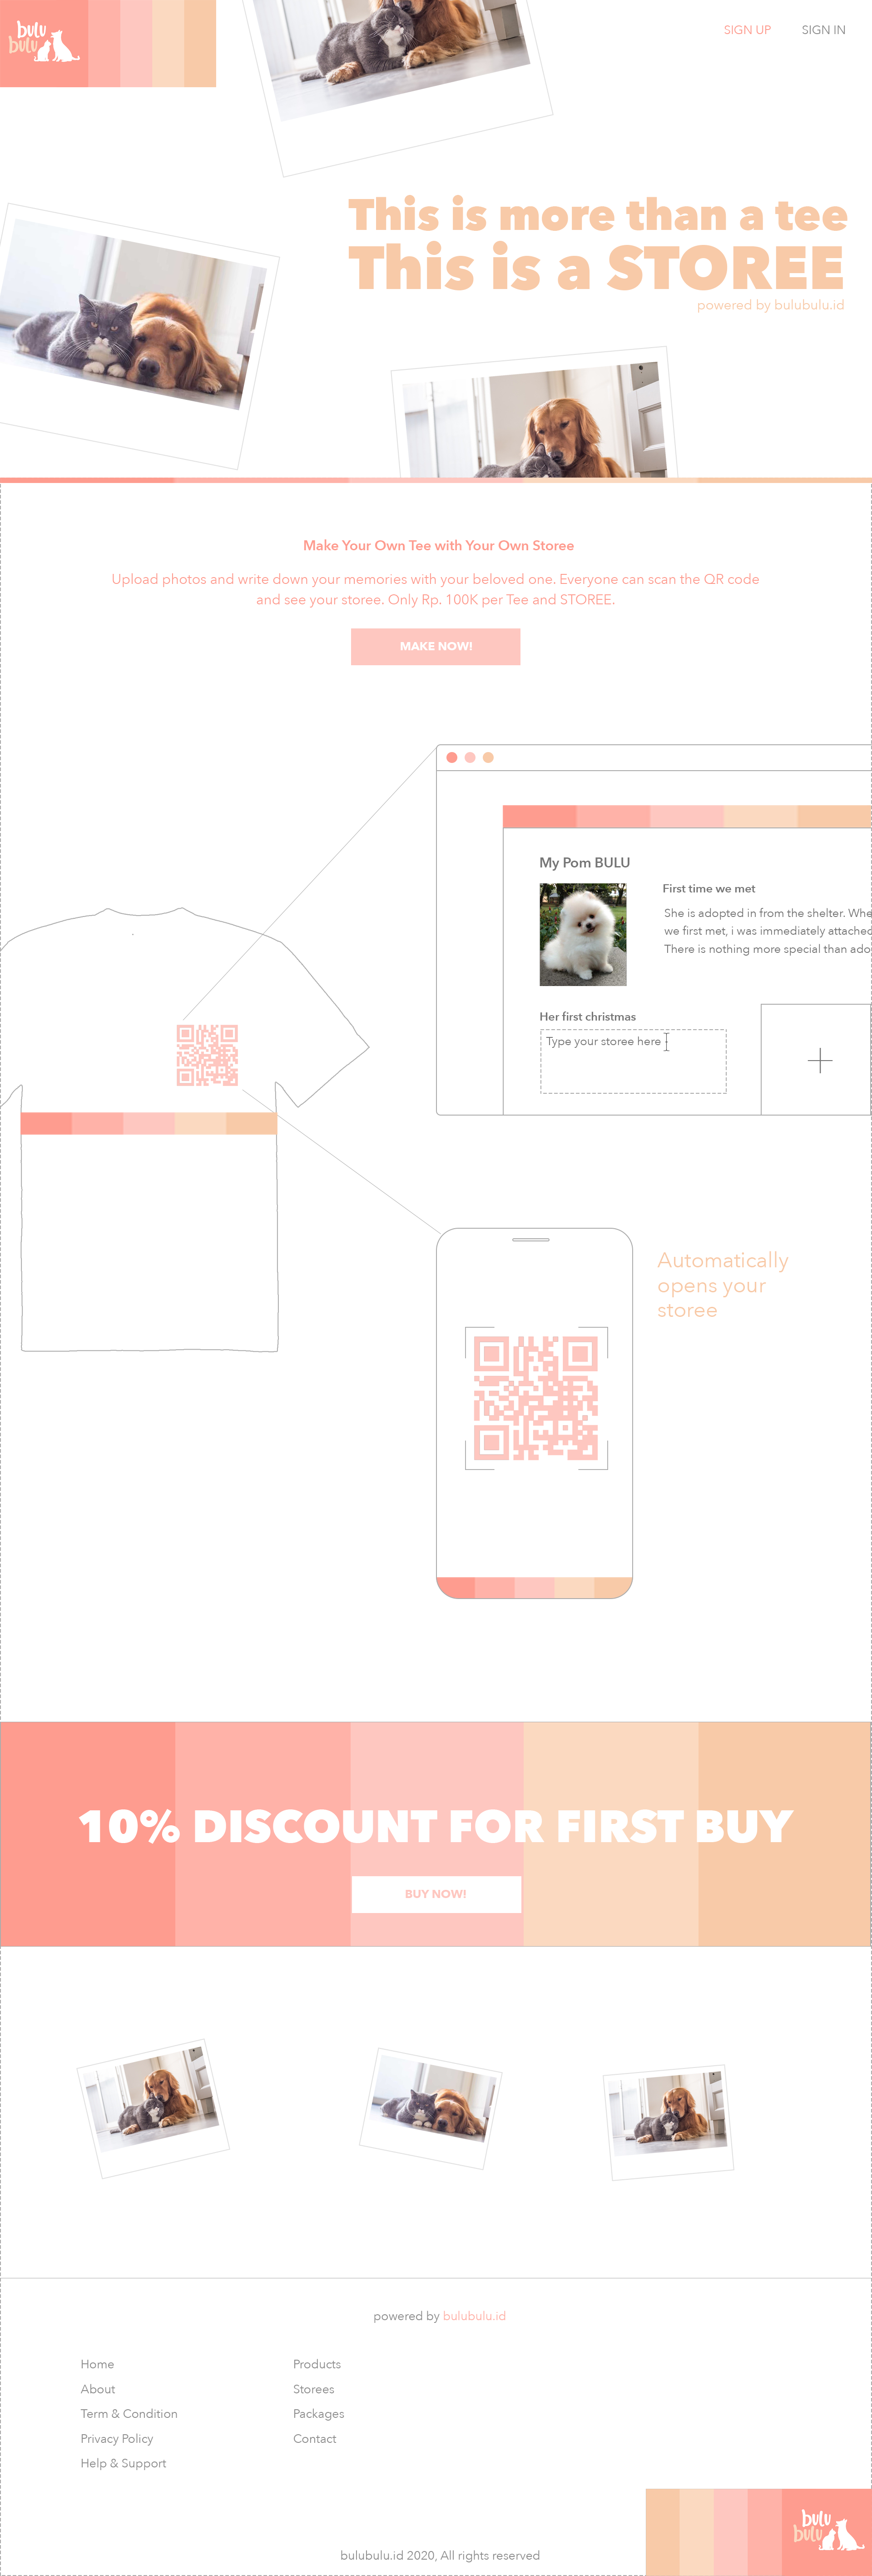 bulu
bulu
SIGN UP
SIGN IN
This is more than a tee
This is a STOREE
powered by bulubulu.id
Make Your Own Tee with Your Own Storee
Upload photos and write down your memories with your beloved one. Everyone can scan the QR code
and see your storee. Only Rp. 100K per Tee and STOREE.
MAKE NOW!
My Pom BULU
First time we met
She is adopted in from the shelter. Whe
we first met, i was immediately attached
There is nothing more special than ado
Her first christmas
Type your storee here
Automatically
opens your
storee
10% DISCOUNT FOR FIRST BUY
BUY NOW!
powered by bulubulu.id
Home
About
Term & Condition
Privacy Policy
Help & Support
Products
Storees
Packages
Contact
bulu
bulu
bulubulu.id 2020, All rights reserved